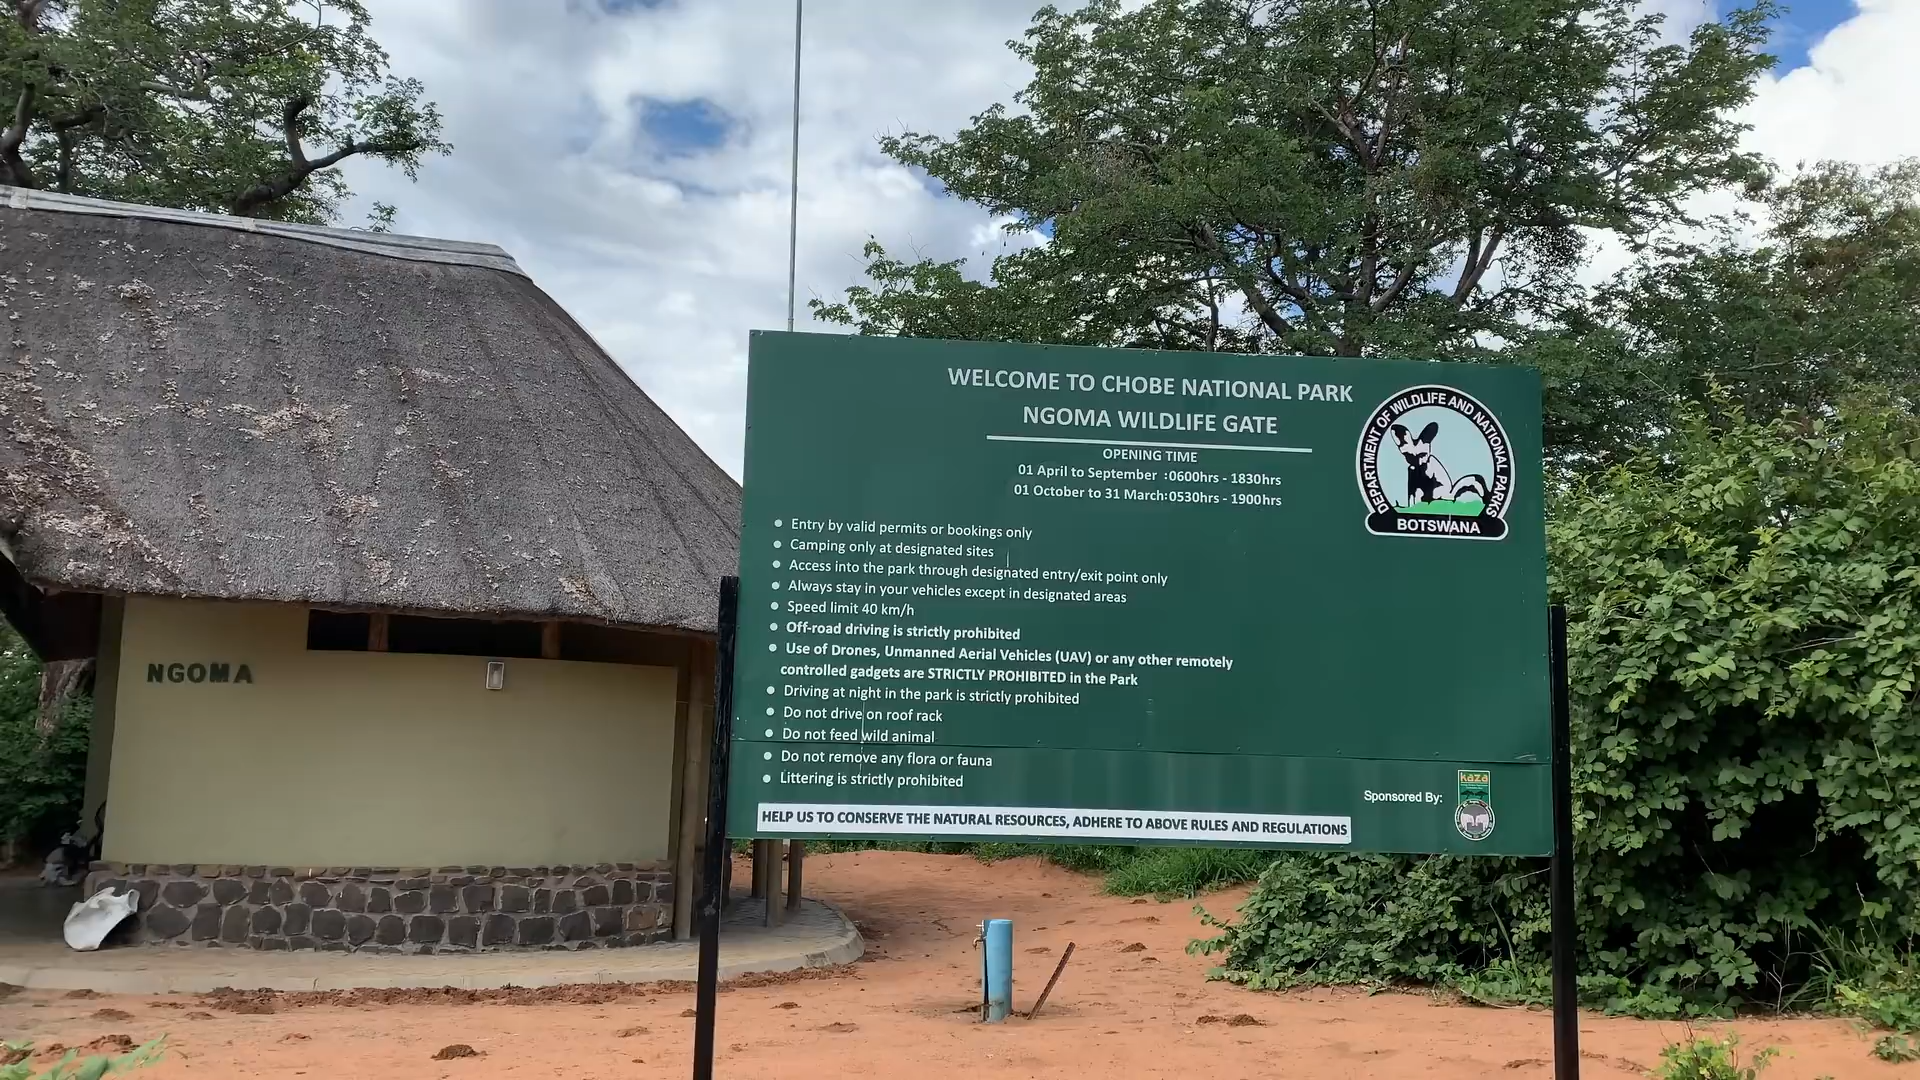 WELCOME TO CHOBE NATIONAL PARK
NGOMA WILDLIFE GATE
OPENING TIME
01 April to September :0600hrs - 1830hrs
01 October to 31 March:0530hrs - 1900hrs
DEPARTMENT OF WILDLIFE AND NATIONAL PARKS
BOTSWANA
Entry by valid permits or bookings only
Camping only at designated sites
Access into the park through designated entry/exit point only
Always stay in your vehicles except in designated areas
Speed limit 40 km/h
Off-road driving is strictly prohibited
Use of Drones, Unmanned Aerial Vehicles (UAV) or any other remotely
controlled gadgets are STRICTLY PROHIBITED in the Park
Driving at night in the park is strictly prohibited
Do not drive on roof rack
Do not feed wild animal
Do not remove any flora or fauna
Littering is strictly prohibited
Sponsored By:
kaza
HELP US TO CONSERVE THE NATURAL RESOURCES, ADHERE TO ABOVE RULES AND REGULATIONS
NGOMA